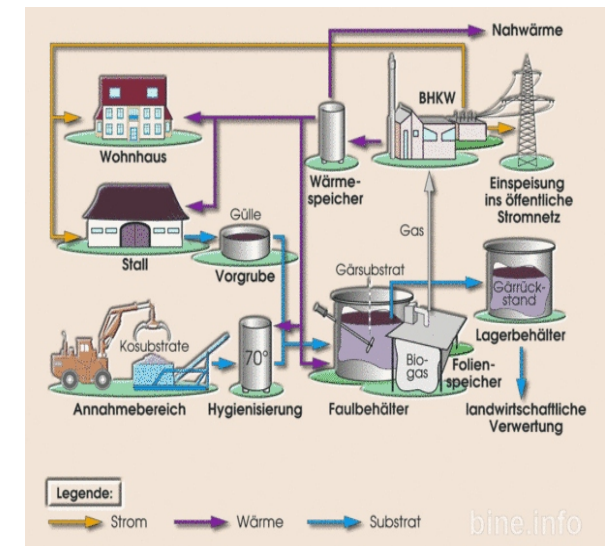 Nahwärme
BHKW
Wohnhaus
Wärme-
speicher
Einspeisung
ins öffentliche
Stromnetz
Gülle
Gas
Stall
Vorgrube
Gärsubstrat
Gärrück-
stand
Lagerbehälter
Kosubstrate
70°
Bio-
gas
Folien-
speicher
Annahmebereich
Hygienisierung
Faulbehälter
landwirtschaftliche
Verwertung
Legende:
Strom
Wärme
Substrat
bine.info